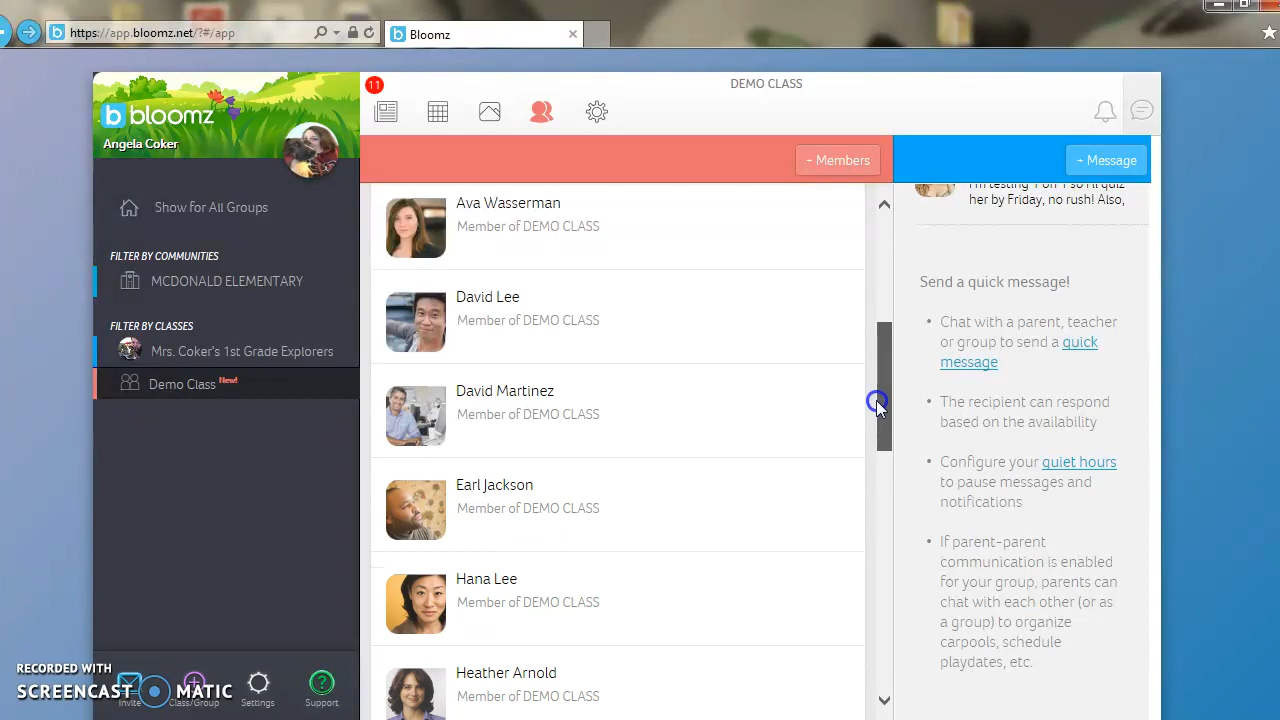 https://app.bloomz.net/?#/app
Bloomz
bloomz
Angela Coker
Show for All Groups
FILTER BY COMMUNITIES
MCDONALD ELEMENTARY
FILTER BY CLASSES
Mrs. Coker's 1st Grade Explorers
Demo Class New!
Invite
Class/Group
Settings
Support
RECORDED WITH
SCREENCAST MATIC
11
DEMO CLASS
+ Members
Ava Wasserman
Member of DEMO CLASS
David Lee
Member of DEMO CLASS
David Martinez
Member of DEMO CLASS
Earl Jackson
Member of DEMO CLASS
Hana Lee
Member of DEMO CLASS
Heather Arnold
Member of DEMO CLASS
+ Message
I'm testing 1 on 1 so I'll quiz
her by Friday, no rush! Also,
Send a quick message!
• Chat with a parent, teacher
or group to send a quick
message
• The recipient can respond
based on the availability
• Configure your quiet hours
to pause messages and
notifications
• If parent-parent
communication is enabled
for your group, parents can
chat with each other (or as
a group) to organize
carpools, schedule
playdates, etc.